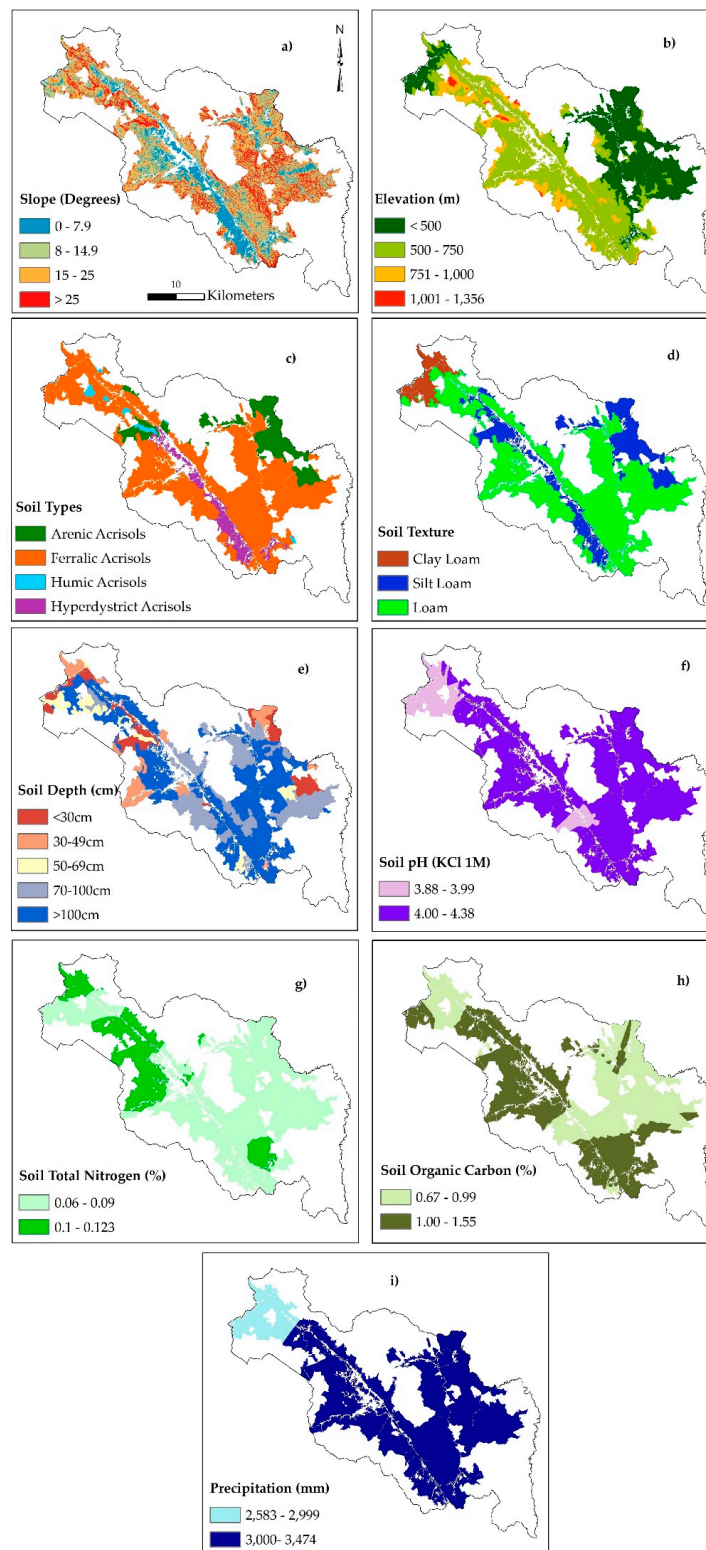 a)
N
Slope (Degrees)
0 - 7.9
8 - 14.9
15 - 25
> 25
10
Kilometers
b)
Elevation (m)
< 500
500 - 750
751 - 1,000
1,001 - 1,356
c)
Soil Types
Arenic Acrisols
Ferralic Acrisols
Humic Acrisols
Hyperdystrict Acrisols
d)
Soil Texture
Clay Loam
Silt Loam
Loam
e)
Soil Depth (cm)
<30cm
30-49cm
50-69cm
70-100cm
>100cm
f)
Soil pH (KCl 1M)
3.88 - 3.99
4.00 - 4.38
g)
Soil Total Nitrogen (%)
0.06 - 0.09
0.1 - 0.123
h)
Soil Organic Carbon (%)
0.67 - 0.99
1.00 - 1.55
i)
Precipitation (mm)
2,583 - 2,999
3,000- 3,474